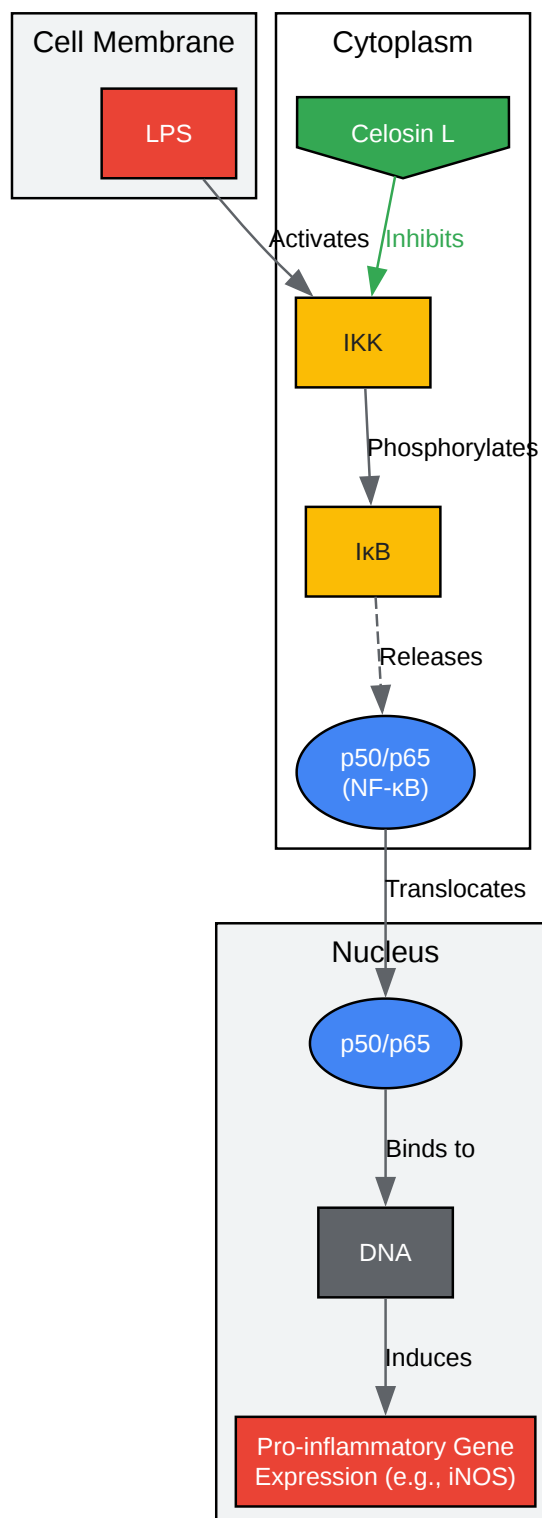 Cell Membrane
Cytoplasm
LPS
Celosin L
Activates
Inhibits
IKK
Phosphorylates
IκB
Releases
p50/p65
(NF-κB)
Translocates
Nucleus
p50/p65
Binds to
DNA
Induces
Pro-inflammatory Gene
Expression (e.g., iNOS)